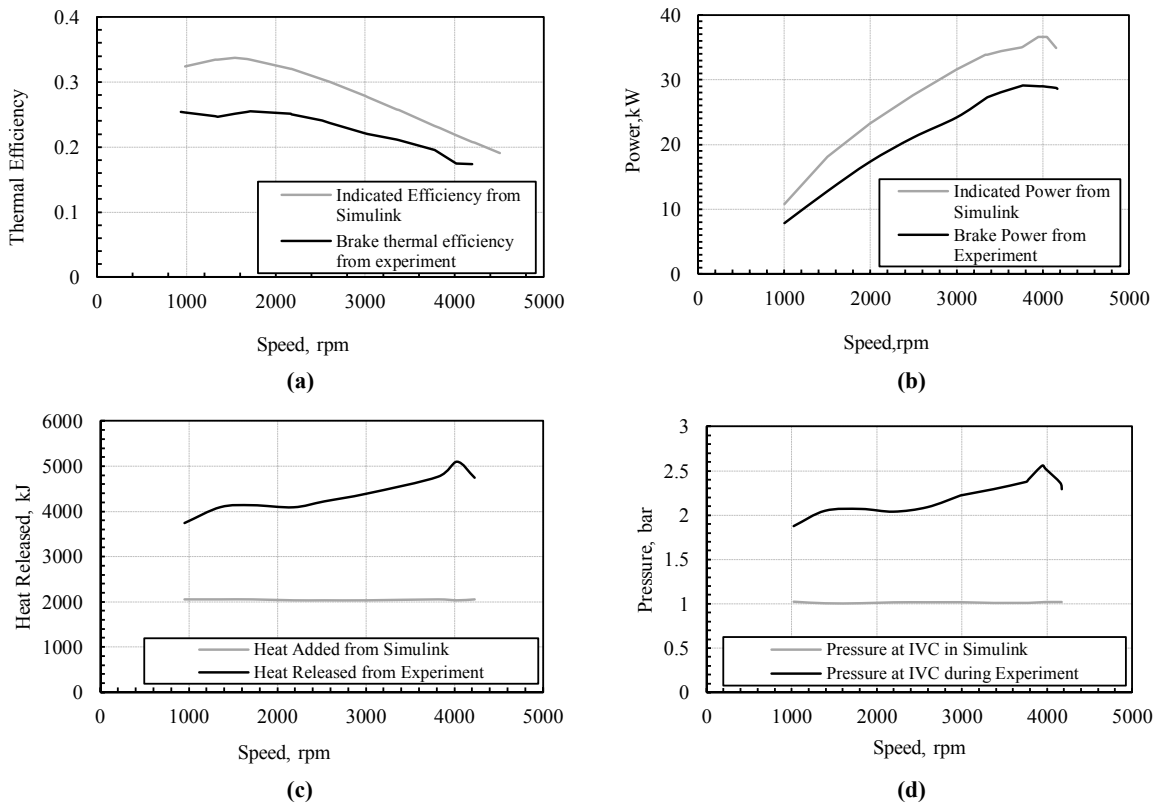 0.4
0.3
0.2
0.1
0
Thermal Efficiency
Indicated Efficiency from
Simulink
Brake thermal efficiency
from experiment
0 1000 2000 3000 4000 5000
Speed, rpm
(a)
40
30
20
10
0
Power,kW
Indicated Power from
Simulink
Brake Power from
Experiment
0 1000 2000 3000 4000 5000
Speed,rpm
(b)
6000
5000
4000
3000
2000
1000
0
Heat Released, kJ
Heat Added from Simulink
Heat Released from Experiment
0 1000 2000 3000 4000 5000
Speed, rpm
(c)
3
2.5
2
1.5
1
0.5
0
Pressure, bar
Pressure at IVC in Simulink
Pressure at IVC during Experiment
0 1000 2000 3000 4000 5000
Speed, rpm
(d)